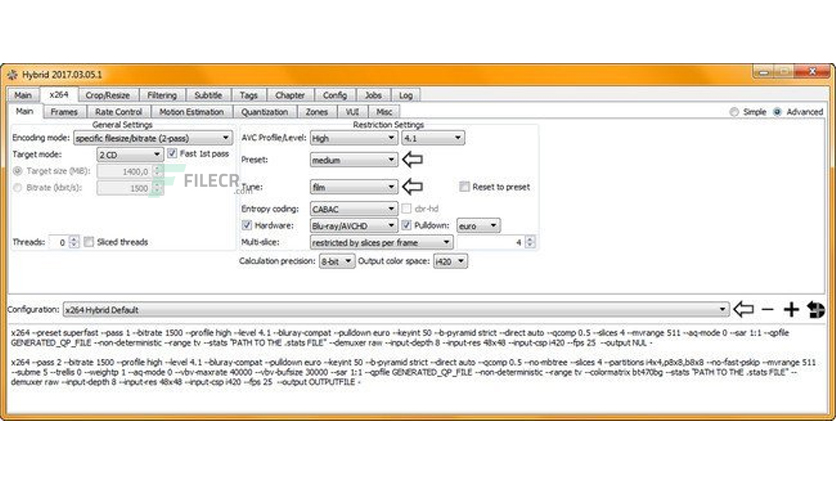 Hybrid 2017.03.05.1
Main x264 Crop/Resize Filtering Subtitle Tags Chapter Config Jobs Log
Main Frames Rate Control Motion Estimation Quantization Zones VUI Misc Simple Advanced
General Settings Restriction Settings
Encoding mode: specific filesize/bitrate (2-pass) AVC Profile/Level: High 4.1
Target mode: 2 CD Fast 1st pass Preset: medium
Target size (MiB): 1400,0
Bitrate (kbit/s): 1500 Tune: film Reset to preset
FILECR
.com
Entropy coding: CABAC cbr-hd
Hardware: Blu-ray/AVCHD Pulldown: euro
Threads: 0 Sliced threads Multi-slice: restricted by slices per frame 4
Calculation precision: 8-bit Output color space: i420
Configuration: x264 Hybrid Default
x264 --preset superfast --pass 1 --bitrate 1500 --profile high --level 4.1 --bluray-compat --pulldown euro --keyint 50 --b-pyramid strict --direct auto --qcomp 0.5 --slices 4 --mvrange 511 --aq-mode 0 --sar 1:1 --qpfile
GENERATED_QP_FILE --non-deterministic --range tv --stats "PATH TO THE .stats FILE" --demuxer raw --input-depth 8 --input-res 48x48 --input-csp i420 --fps 25 --output NUL -
x264 --pass 2 --bitrate 1500 --profile high --level 4.1 --bluray-compat --pulldown euro --keyint 50 --b-pyramid strict --direct auto --qcomp 0.5 --no-mbtree --slices 4 --partitions i4x4,p8x8,b8x8 --no-fast-pskip --mvrange 511
--subme 5 --trellis 0 --weightp 1 --aq-mode 0 --vbv-maxrate 40000 --vbv-bufsize 30000 --sar 1:1 --qpfile GENERATED_QP_FILE --non-deterministic --range tv --colormatrix bt470bg --stats "PATH TO THE .stats FILE" --
demuxer raw --input-depth 8 --input-res 48x48 --input-csp i420 --fps 25 --output OUTPUTFILE -